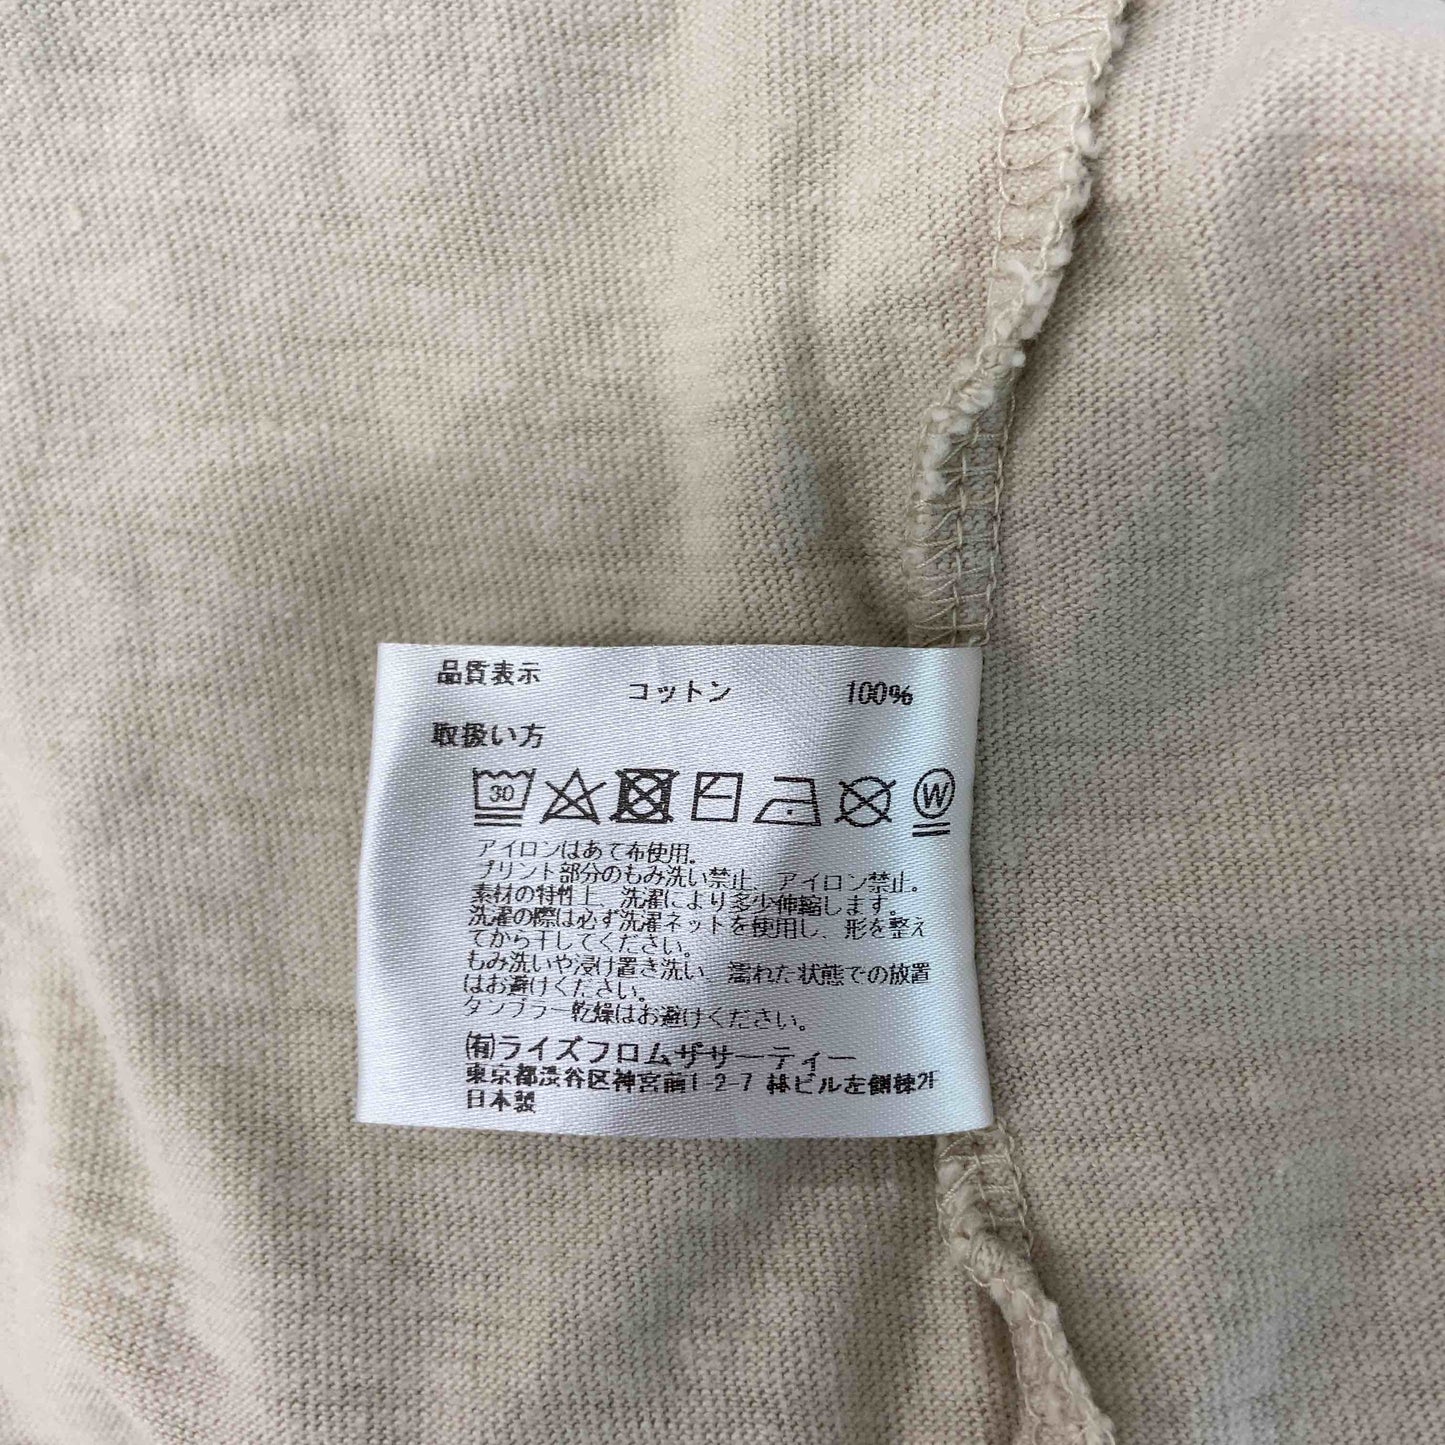 品質表示
コットン 100%
取扱い方
30 W
アイロンはあて布使用。
プリント部分のもみ洗い禁止、アイロン禁止。
素材の特性上、洗濯により多少伸縮します。
洗濯の際は必ず洗濯ネットを使用し、形を整え
てから干してください。
もみ洗いや浸け置き洗い、濡れた状態での放置
はお避けください。
タンブラー乾燥はお避けください。
㈲ライズフロムザサーティー
東京都渋谷区神宮前1-2-7 林ビル左側棟2F
日本製